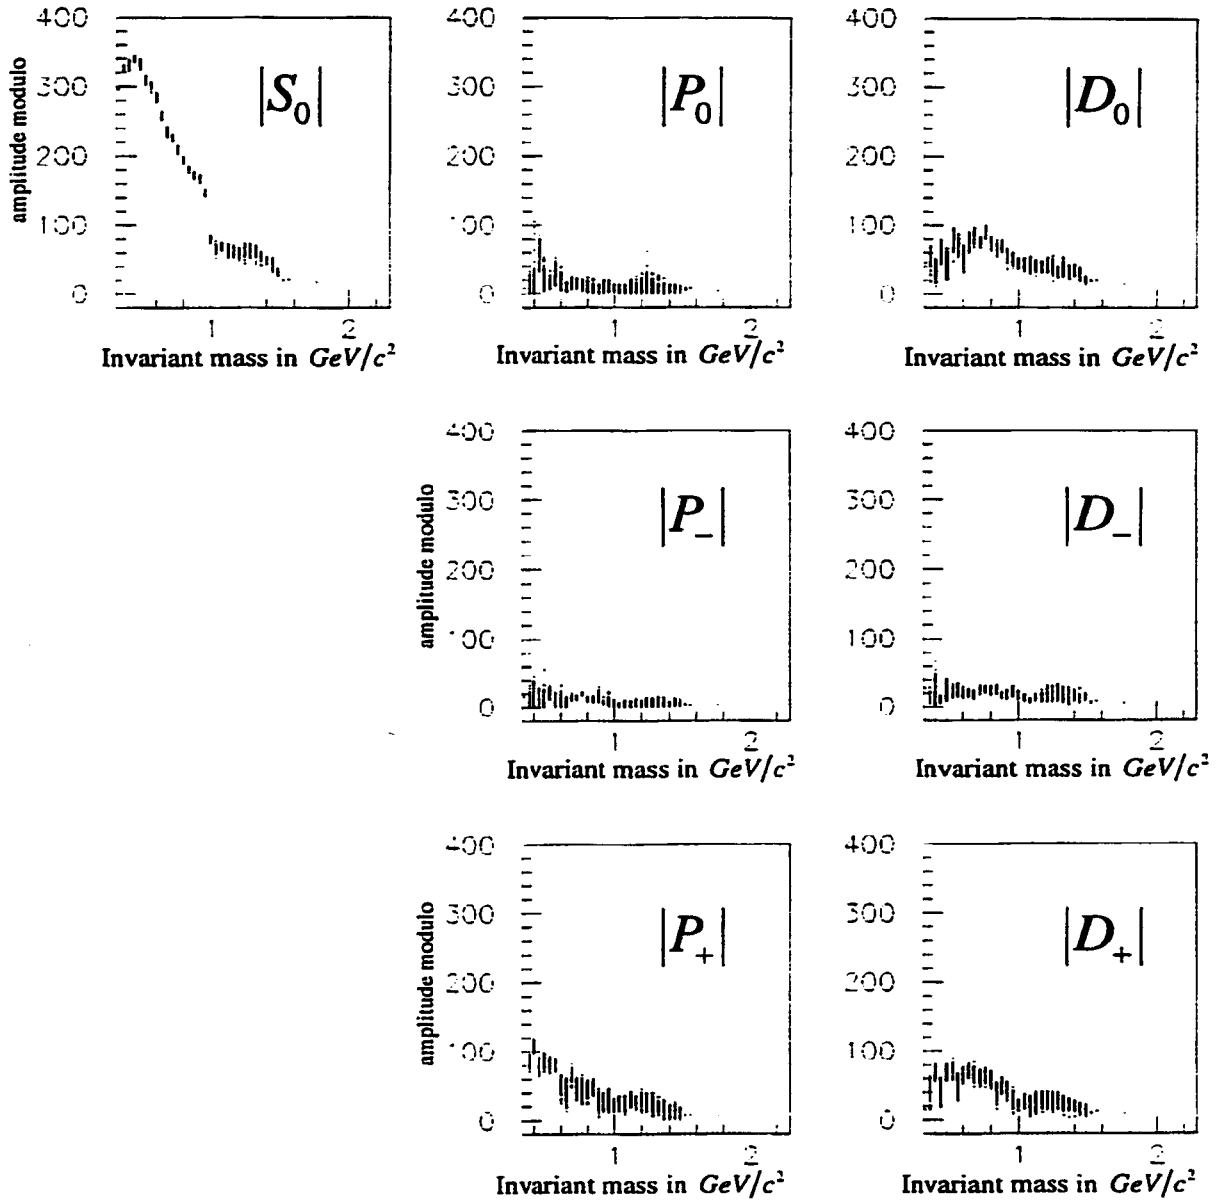 400
300
200
100
0
amplitude modulo
|S₀|
1 2
Invariant mass in GeV/c²
400
300
200
100
0
|P₀|
1 2
Invariant mass in GeV/c²
400
300
200
100
0
|D₀|
1 2
Invariant mass in GeV/c²
400
300
200
100
0
amplitude modulo
|P₋|
1 2
Invariant mass in GeV/c²
400
300
200
100
0
|D₋|
1 2
Invariant mass in GeV/c²
400
300
200
100
0
amplitude modulo
|P₊|
1 2
Invariant mass in GeV/c²
400
300
200
100
0
|D₊|
1 2
Invariant mass in GeV/c²